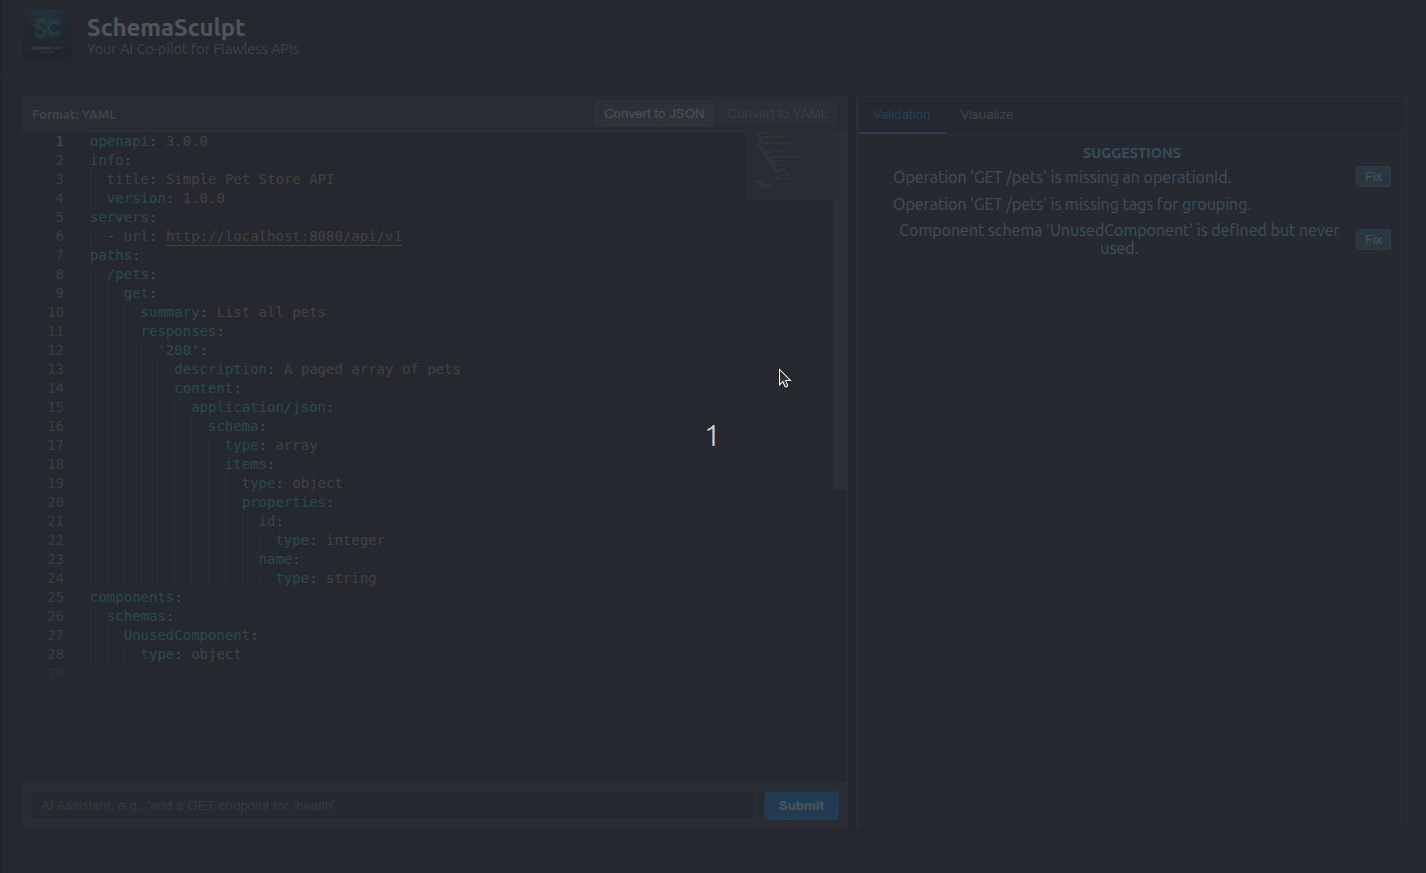 SC
SchemaSculpt
Your AI Co-pilot for Flawless APIs
Format: YAML
Convert to JSON
Convert to YAML
1 openapi: 3.0.0
2 info:
3 title: Simple Pet Store API
4 version: 1.0.0
5 servers:
6 - url: http://localhost:8080/api/v1
7 paths:
8 /pets:
9 get:
10 summary: List all pets
11 responses:
12 '200':
13 description: A paged array of pets
14 content:
15 application/json:
16 schema:
17 type: array
18 items:
19 type: object
20 properties:
21 id:
22 type: integer
23 name:
24 type: string
25 components:
26 schemas:
27 UnusedComponent:
28 type: object
29
AI Assistant: e.g., 'add a GET endpoint for /health'
Submit
1
Validation
Visualize
SUGGESTIONS
Operation 'GET /pets' is missing an operationId.
Fix
Operation 'GET /pets' is missing tags for grouping.
Component schema 'UnusedComponent' is defined but never
used.
Fix